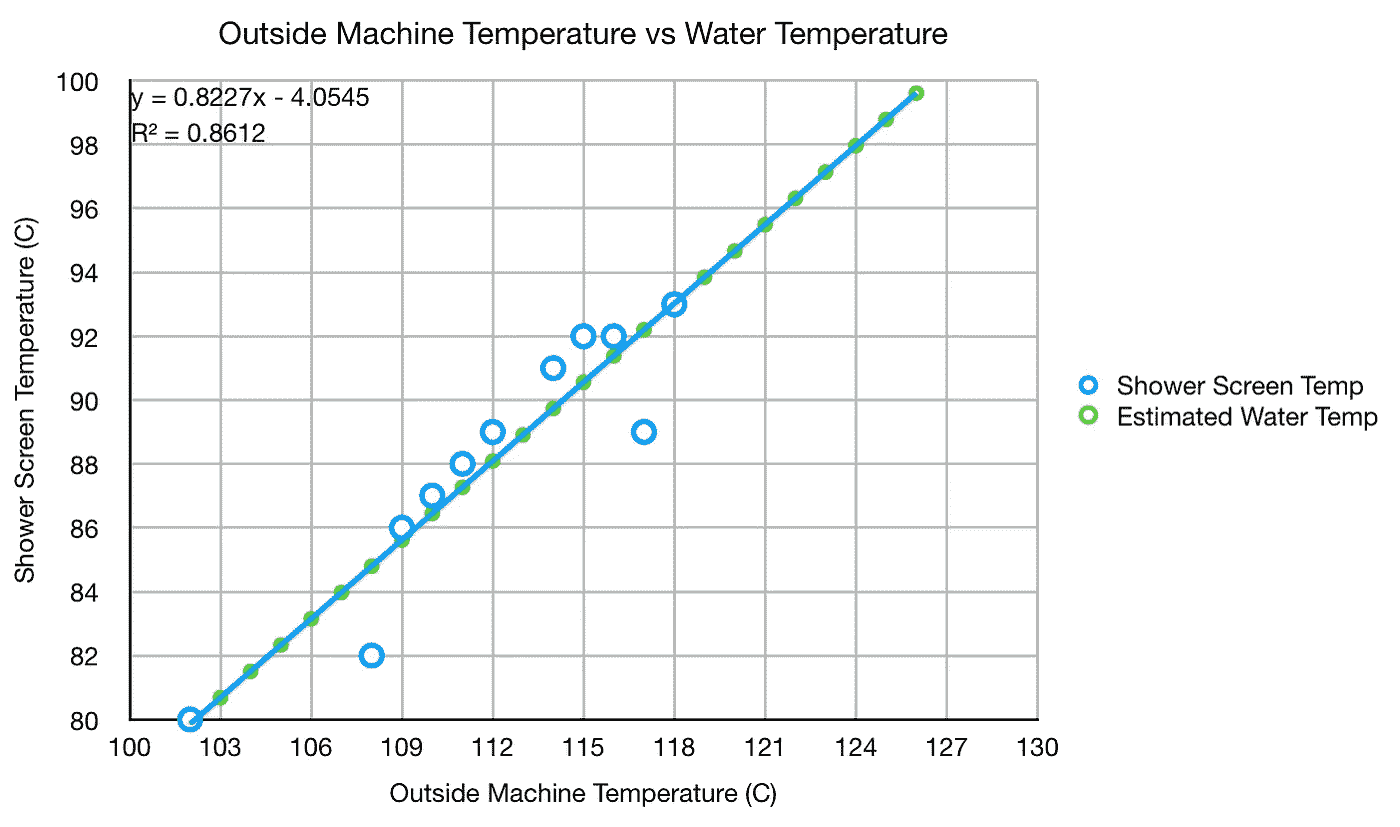 Outside Machine Temperature vs Water Temperature
y = 0.8227x - 4.0545
R² = 0.8612
Shower Screen Temperature (C)
100
98
96
94
92
90
88
86
84
82
80
100 103 106 109 112 115 118 121 124 127 130
Outside Machine Temperature (C)
Shower Screen Temp
Estimated Water Temp